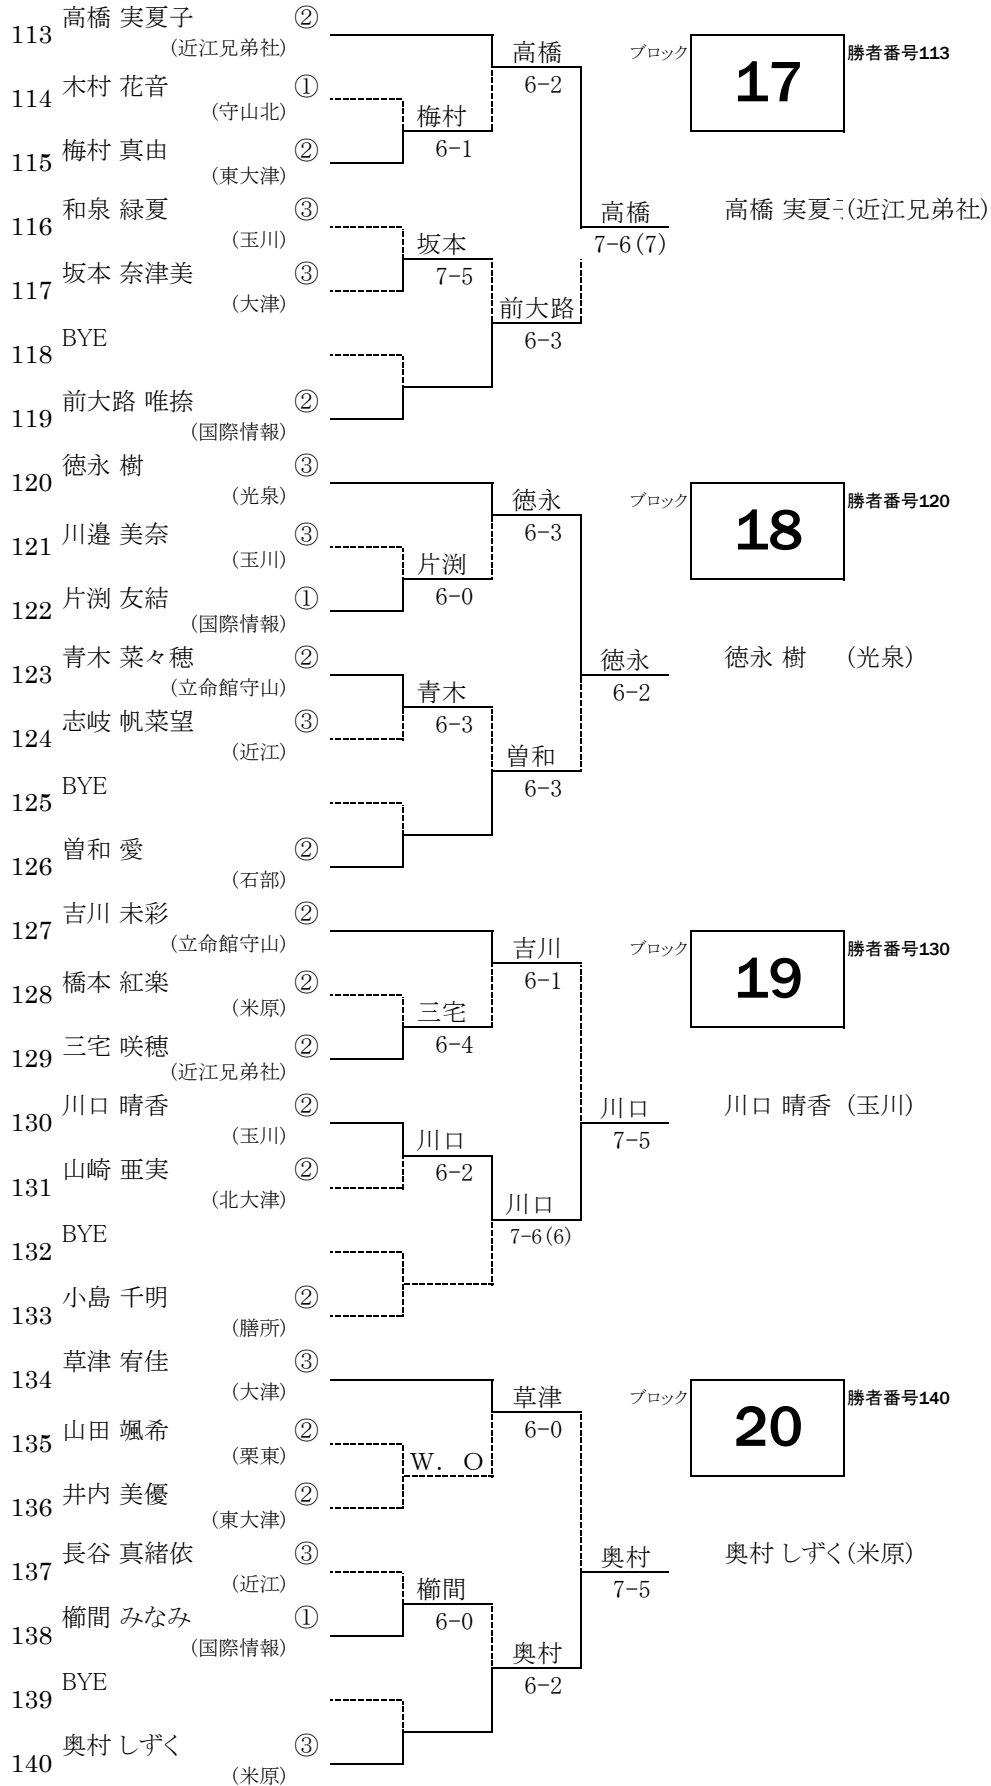 高橋 実夏子 ②
113 (近江兄弟社)
高橋
6-2
ブロック 17 勝者番号113
木村 花音 ①
114 (守山北)
梅村
6-1
梅村 真由 ②
115 (東大津)
和泉 緑夏 ③
116 (玉川)
高橋
7-6(7)
高橋 実夏子(近江兄弟社)
坂本
7-5
坂本 奈津美 ③
117 (大津)
前大路
6-3
BYE
118
前大路 唯捺 ②
119 (国際情報)
徳永 樹 ③
120 (光泉)
徳永
6-3
ブロック 18 勝者番号120
川邉 美奈 ③
121 (玉川)
片渕
6-0
片渕 友結 ①
122 (国際情報)
青木 菜々穂 ②
123 (立命館守山)
徳永
6-2
徳永 樹 (光泉)
青木
6-3
志岐 帆菜望 ③
124 (近江)
曽和
6-3
BYE
125
曽和 愛 ②
126 (石部)
吉川 未彩 ②
127 (立命館守山)
吉川
6-1
ブロック 19 勝者番号130
橋本 紅楽 ②
128 (米原)
三宅
6-4
三宅 咲穂 ②
129 (近江兄弟社)
川口 晴香 ②
130 (玉川)
川口
7-5
川口 晴香 (玉川)
川口
6-2
山崎 亜実 ②
131 (北大津)
川口
7-6(6)
BYE
132
小島 千明 ②
133 (膳所)
草津 宥佳 ③
134 (大津)
草津
6-0
ブロック 20 勝者番号140
山田 颯希 ②
135 (栗東)
W. O
井内 美優 ②
136 (東大津)
長谷 真緒依 ③
137 (近江)
奥村
7-5
奥村 しずく(米原)
櫛間
6-0
櫛間 みなみ ①
138 (国際情報)
奥村
6-2
BYE
139
奥村 しずく ③
140 (米原)